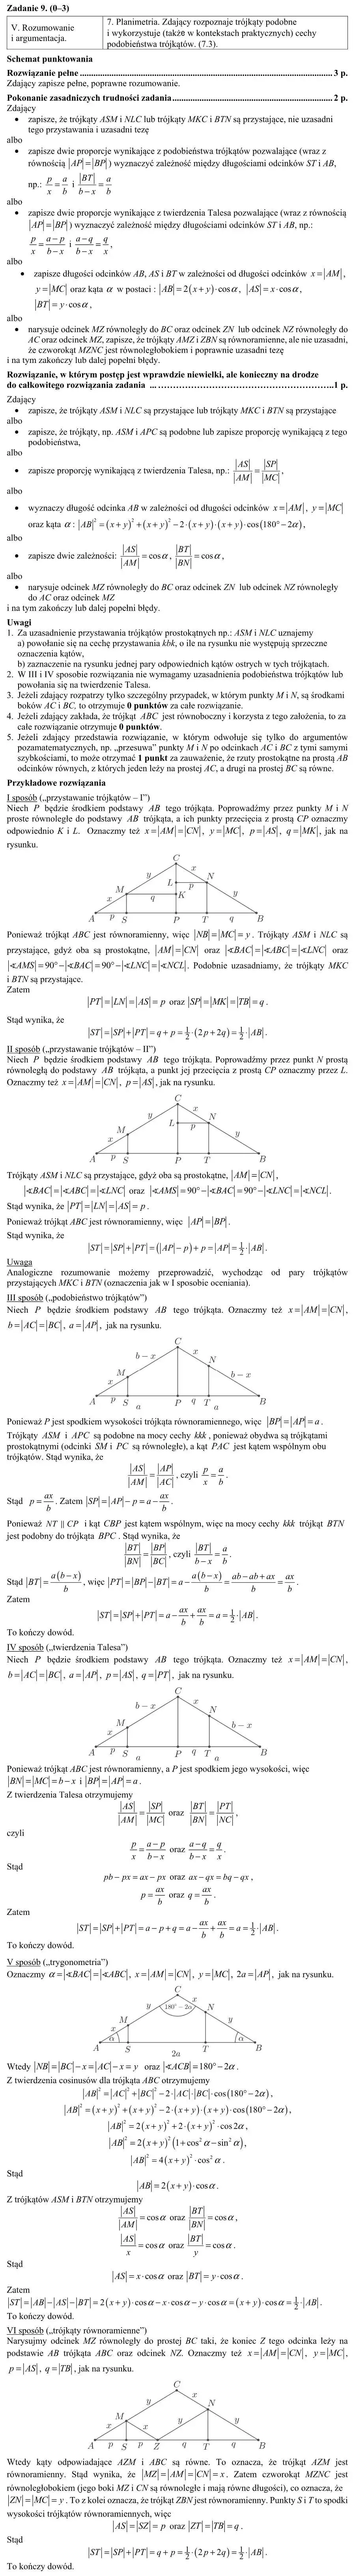 Zadanie 9. (0–3)
V. Rozumowanie i argumentacja.
7. Planimetria. Zdający rozpoznaje trójkąty podobne
i wykorzystuje (także w kontekstach praktycznych) cechy
podobieństwa trójkątów. (7.3).
Schemat punktowania
Rozwiązanie pełne ........ 3 p.
Zdający zapisze pełne, poprawne rozumowanie.
Pokonanie zasadniczych trudności zadania ........ 2 p.
Zdający
• zapisze, że trójkąty ASM i NLC lub trójkąty MKC i BTN są przystające, nie uzasadni
tego przystawania i uzasadni tezę
albo
• zapisze dwie proporcje wynikające z podobieństwa trójkątów pozwalające (wraz z
równością |AP| = |BP|) wyznaczyć zależność między długościami odcinków ST i AB,
np.: p/x = a/b i |BT|/(b−x) = a/b
albo
• zapisze dwie proporcje wynikające z twierdzenia Talesa pozwalające (wraz z równością
|AP| = |BP|) wyznaczyć zależność między długościami odcinków ST i AB, np.:
p/x = (a−p)/(b−x) i (a−q)/(b−x) = q/x,
albo
• zapisze długości odcinków AB, AS i BT w zależności od długości odcinków x = |AM|,
y = |MC| oraz kąta α w postaci : |AB| = 2(x+y)·cosα, |AS| = x·cosα,
|BT| = y·cosα,
albo
• narysuje odcinek MZ równoległy do BC oraz odcinek ZN lub odcinek NZ równoległy do
AC oraz odcinek MZ, zapisze, że trójkąty AMZ i ZBN są równoramienne, ale nie uzasadni,
że czworokąt MZNC jest równoległobokiem i poprawnie uzasadni tezę
i na tym zakończy lub dalej popełni błędy.
Rozwiązanie, w którym postęp jest wprawdzie niewielki, ale konieczny na drodze
do całkowitego rozwiązania zadania ........ 1 p.
Zdający
• zapisze, że trójkąty ASM i NLC są przystające lub trójkąty MKC i BTN są przystające
albo
• zapisze, że trójkąty, np. ASM i APC są podobne lub zapisze proporcję wynikającą z tego
podobieństwa,
albo
• zapisze proporcję wynikającą z twierdzenia Talesa, np.: |AS|/|AM| = |SP|/|MC|,
albo
• wyznaczy długość odcinka AB w zależności od długości odcinków x = |AM|, y = |MC|
oraz kąta α : |AB|² = (x+y)² + (x+y)² − 2·(x+y)·(x+y)·cos(180°−2α),
albo
• zapisze dwie zależności: |AS|/|AM| = cosα, |BT|/|BN| = cosα,
albo
• narysuje odcinek MZ równoległy do BC oraz odcinek ZN lub odcinek NZ równoległy
do AC oraz odcinek MZ
i na tym zakończy lub dalej popełni błędy.
Uwagi
1. Za uzasadnienie przystawania trójkątów prostokątnych np.: ASM i NLC uznajemy
a) powołanie się na cechę przystawania kbk, o ile na rysunku nie występują sprzeczne
oznaczenia kątów,
b) zaznaczenie na rysunku jednej pary odpowiednich kątów ostrych w tych trójkątach.
2. W III i IV sposobie rozwiązania nie wymagamy uzasadnienia podobieństwa trójkątów lub
powołania się na twierdzenie Talesa.
3. Jeżeli zdający rozpatrzy tylko szczególny przypadek, w którym punkty M i N, są środkami
boków AC i BC, to otrzymuje 0 punktów za całe rozwiązanie.
4. Jeżeli zdający zakłada, że trójkąt ABC jest równoboczny i korzysta z tego założenia, to za
całe rozwiązanie otrzymuje 0 punktów.
5. Jeżeli zdający przedstawi rozwiązanie, w którym odwołuje się tylko do argumentów
pozamatematycznych, np. „przesuwa” punkty M i N po odcinkach AC i BC z tymi samymi
szybkościami, to może otrzymać 1 punkt za zauważenie, że rzuty prostokątne na prostą AB
odcinków równych, z których jeden leży na prostej AC, a drugi na prostej BC są równe.
Przykładowe rozwiązania
I sposób („przystawanie trójkątów – I”)
Niech P będzie środkiem podstawy AB tego trójkąta. Poprowadźmy przez punkty M i N
proste równoległe do podstawy AB trójkąta, a ich punkty przecięcia z prostą CP oznaczmy
odpowiednio K i L. Oznaczmy też x = |AM| = |CN|, y = |MC|, p = |AS|, q = |MK|, jak na
rysunku.
C
y x
L p N
M K y
x q
A p S P T B
Ponieważ trójkąt ABC jest równoramienny, więc |NB| = |MC| = y. Trójkąty ASM i NLC są
przystające, gdyż oba są prostokątne, |AM| = |CN| oraz |∢BAC| = |∢ABC| = |∢LNC| oraz
|∢AMS| = 90° − |∢BAC| = 90° − |∢LNC| = |∢NCL|. Podobnie uzasadniamy, że trójkąty MKC
i BTN są przystające.
Zatem
|PT| = |LN| = |AS| = p oraz |SP| = |MK| = |TB| = q.
Stąd wynika, że
|ST| = |SP| + |PT| = q + p = 1/2·(2p+2q) = 1/2·|AB|.
II sposób („przystawanie trójkątów – II”)
Niech P będzie środkiem podstawy AB tego trójkąta. Poprowadźmy przez punkt N prostą
równoległą do podstawy AB trójkąta, a punkt jej przecięcia z prostą CP oznaczmy przez L.
Oznaczmy też x = |AM| = |CN|, p = |AS|, jak na rysunku.
C
y x
L p N
M y
x
A p S P T B
Trójkąty ASM i NLC są przystające, gdyż oba są prostokątne, |AM| = |CN|,
|∢BAC| = |∢ABC| = |∢LNC| oraz |∢AMS| = 90° − |∢BAC| = 90° − |∢LNC| = |∢NCL|.
Stąd wynika, że |PT| = |LN| = |AS| = p.
Ponieważ trójkąt ABC jest równoramienny, więc |AP| = |BP|.
Stąd wynika, że
|ST| = |SP| + |PT| = (|AP| − p) + p = |AP| = 1/2·|AB|.
Uwaga
Analogiczne rozumowanie możemy przeprowadzić, wychodząc od pary trójkątów
przystających MKC i BTN (oznaczenia jak w I sposobie oceniania).
III sposób („podobieństwo trójkątów”)
Niech P będzie środkiem podstawy AB tego trójkąta. Oznaczmy też x = |AM| = |CN|,
b = |AC| = |BC|, a = |AP|, jak na rysunku.
C
b − x x
N
M b − x
x
A p S P q T B
a a
Ponieważ P jest spodkiem wysokości trójkąta równoramiennego, więc |BP| = |AP| = a.
Trójkąty ASM i APC są podobne na mocy cechy kkk, ponieważ obydwa są trójkątami
prostokątnymi (odcinki SM i PC są równoległe), a kąt PAC jest kątem wspólnym obu
trójkątów. Stąd wynika, że
|AS|/|AM| = |AP|/|AC|, czyli p/x = a/b.
Stąd p = ax/b. Zatem |SP| = |AP| − p = a − ax/b.
Ponieważ NT ∥ CP i kąt CBP jest kątem wspólnym, więc na mocy cechy kkk trójkąt BTN
jest podobny do trójkąta BPC. Stąd wynika, że
|BT|/|BN| = |BP|/|BC|, czyli |BT|/(b−x) = a/b.
Stąd |BT| = a(b−x)/b, więc |PT| = |BP| − |BT| = a − a(b−x)/b = (ab−ab+ax)/b = ax/b.
Zatem
|ST| = |SP| + |PT| = a − ax/b + ax/b = a = 1/2·|AB|.
To kończy dowód.
IV sposób („twierdzenia Talesa”)
Niech P będzie środkiem podstawy AB tego trójkąta. Oznaczmy też x = |AM| = |CN|,
b = |AC| = |BC|, a = |AP|, p = |AS|, q = |PT|, jak na rysunku.
C
b − x x
N
M b − x
x
A p S P q T B
a a
Ponieważ trójkąt ABC jest równoramienny, a P jest spodkiem jego wysokości, więc
|BN| = |MC| = b − x i |BP| = |AP| = a.
Z twierdzenia Talesa otrzymujemy
|AS|/|AM| = |SP|/|MC| oraz |BT|/|BN| = |PT|/|NC|,
czyli
p/x = (a−p)/(b−x) oraz (a−q)/(b−x) = q/x.
Stąd
pb − px = ax − px oraz ax − qx = bq − qx,
p = ax/b oraz q = ax/b.
Zatem
|ST| = |SP| + |PT| = a − p + q = a − ax/b + ax/b = a = 1/2·|AB|.
To kończy dowód.
V sposób („trygonometria”)
Oznaczmy α = |∢BAC| = |∢ABC|, x = |AM| = |CN|, y = |MC|, 2a = |AP|, jak na rysunku.
C
y 180° − 2α x
N
M y
x
A α S T α B
2a
Wtedy |NB| = |BC| − x = |AC| − x = y oraz |∢ACB| = 180° − 2α.
Z twierdzenia cosinusów dla trójkąta ABC otrzymujemy
|AB|² = |AC|² + |BC|² − 2·|AC|·|BC|·cos(180° − 2α),
|AB|² = (x+y)² + (x+y)² − 2·(x+y)·(x+y)·cos(180° − 2α),
|AB|² = 2(x+y)² + 2·(x+y)²·cos2α,
|AB|² = 2(x+y)²(1 + cos²α − sin²α),
|AB|² = 4(x+y)²·cos²α.
Stąd
|AB| = 2(x+y)·cosα.
Z trójkątów ASM i BTN otrzymujemy
|AS|/|AM| = cosα oraz |BT|/|BN| = cosα,
|AS|/x = cosα oraz |BT|/y = cosα.
Stąd
|AS| = x·cosα oraz |BT| = y·cosα.
Zatem
|ST| = |AB| − |AS| − |BT| = 2(x+y)·cosα − x·cosα − y·cosα = (x+y)·cosα = 1/2·|AB|.
To kończy dowód.
VI sposób („trójkąty równoramienne”)
Narysujmy odcinek MZ równoległy do prostej BC taki, że koniec Z tego odcinka leży na
podstawie AB trójkąta ABC oraz odcinek NZ. Oznaczmy też x = |AM| = |CN|, y = |MC|,
p = |AS|, q = |TB|, jak na rysunku.
C
y x
N
M y y
x x
A p S p Z q T q B
Wtedy kąty odpowiadające AZM i ABC są równe. To oznacza, że trójkąt AZM jest
równoramienny. Stąd wynika, że |MZ| = |AM| = |CN| = x. Zatem czworokąt MZNC jest
równoległobokiem (jego boki MZ i CN są równoległe i mają równe długości), co oznacza, że
|ZN| = |MC| = y. To z kolei oznacza, że trójkąt ZBN jest równoramienny. Punkty S i T to spodki
wysokości trójkątów równoramiennych, więc
|AS| = |SZ| = p oraz |ZT| = |TB| = q.
Stąd
|ST| = |SP| + |PT| = q + p = 1/2·(2p+2q) = 1/2·|AB|.
To kończy dowód.